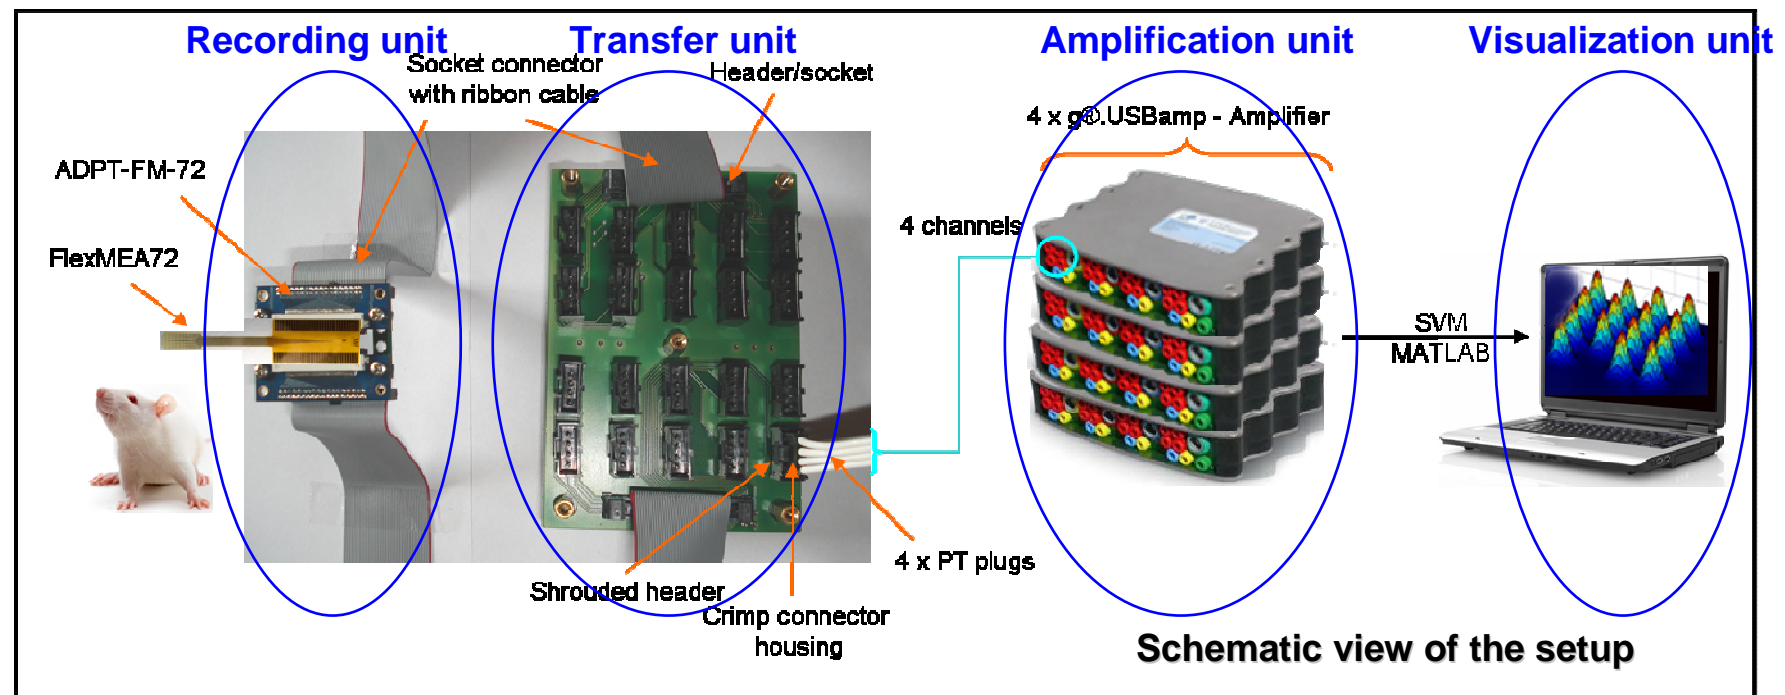 Recording unit
Transfer unit
Amplification unit
Visualization unit
Socket connector
with ribbon cable
Header/socket
4 x g®.USBamp - Amplifier
ADPT-FM-72
FlexMEA72
4 channels
SVM
MATLAB
4 x PT plugs
Shrouded header
Crimp connector
housing
Schematic view of the setup